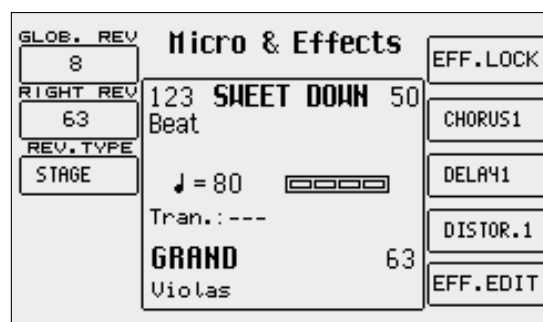 Micro & Effects
GLOB. REV
8
RIGHT REV
63
REV.TYPE
STAGE
123 SWEET DOWN 50
Beat
♩=80
Tran.:---
GRAND 63
Violas
EFF.LOCK
CHORUS1
DELAY1
DISTOR.1
EFF.EDIT